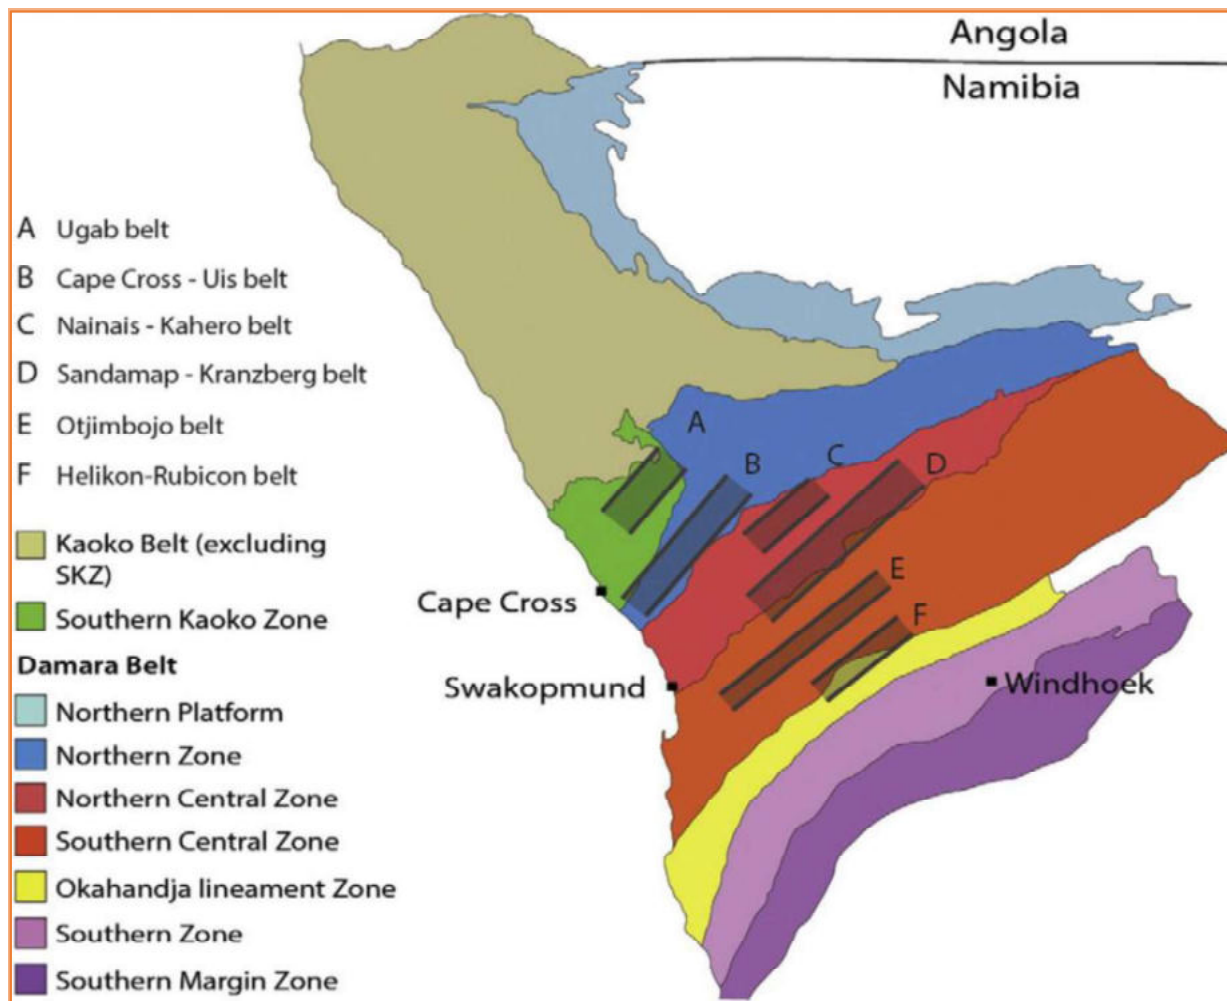 Angola
Namibia
A Ugab belt
B Cape Cross - Uis belt
C Nainais - Kahero belt
D Sandamap - Kranzberg belt
E Otjimbojo belt
F Helikon-Rubicon belt
Kaoko Belt (excluding
SKZ)
Southern Kaoko Zone
Damara Belt
Northern Platform
Northern Zone
Northern Central Zone
Southern Central Zone
Okahandja lineament Zone
Southern Zone
Southern Margin Zone
A
B
C
D
E
F
Cape Cross
Swakopmund
Windhoek